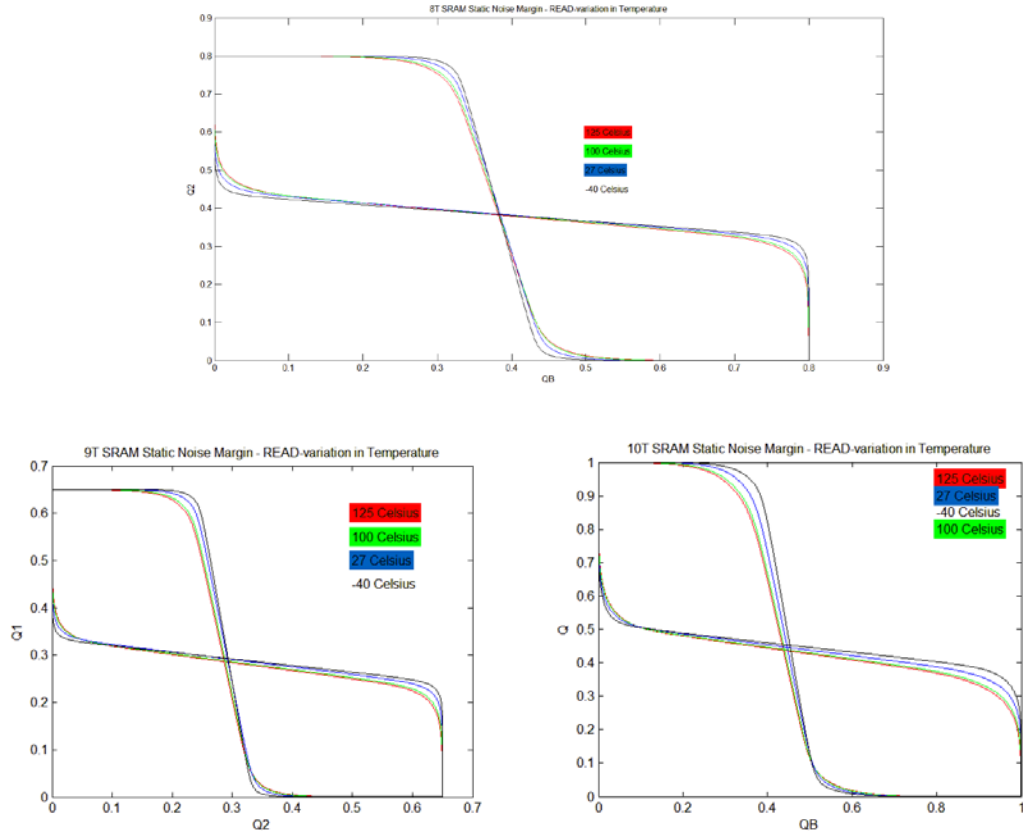 8T SRAM Static Noise Margin - READ-variation in Temperature
0.9
0.8
0.7
0.6
0.5
0.4
0.3
0.2
0.1
0
Q2
125 Celsius
100 Celsius
27 Celsius
-40 Celsius
0 0.1 0.2 0.3 0.4 0.5 0.6 0.7 0.8 0.9
QB
9T SRAM Static Noise Margin - READ-variation in Temperature
0.7
0.6
0.5
0.4
0.3
0.2
0.1
0
Q1
125 Celsius
100 Celsius
27 Celsius
-40 Celsius
0 0.1 0.2 0.3 0.4 0.5 0.6 0.7
Q2
10T SRAM Static Noise Margin - READ-variation in Temperature
1
0.9
0.8
0.7
0.6
0.5
0.4
0.3
0.2
0.1
0
Q
125 Celsius
27 Celsius
-40 Celsius
100 Celsius
0 0.2 0.4 0.6 0.8 1
QB